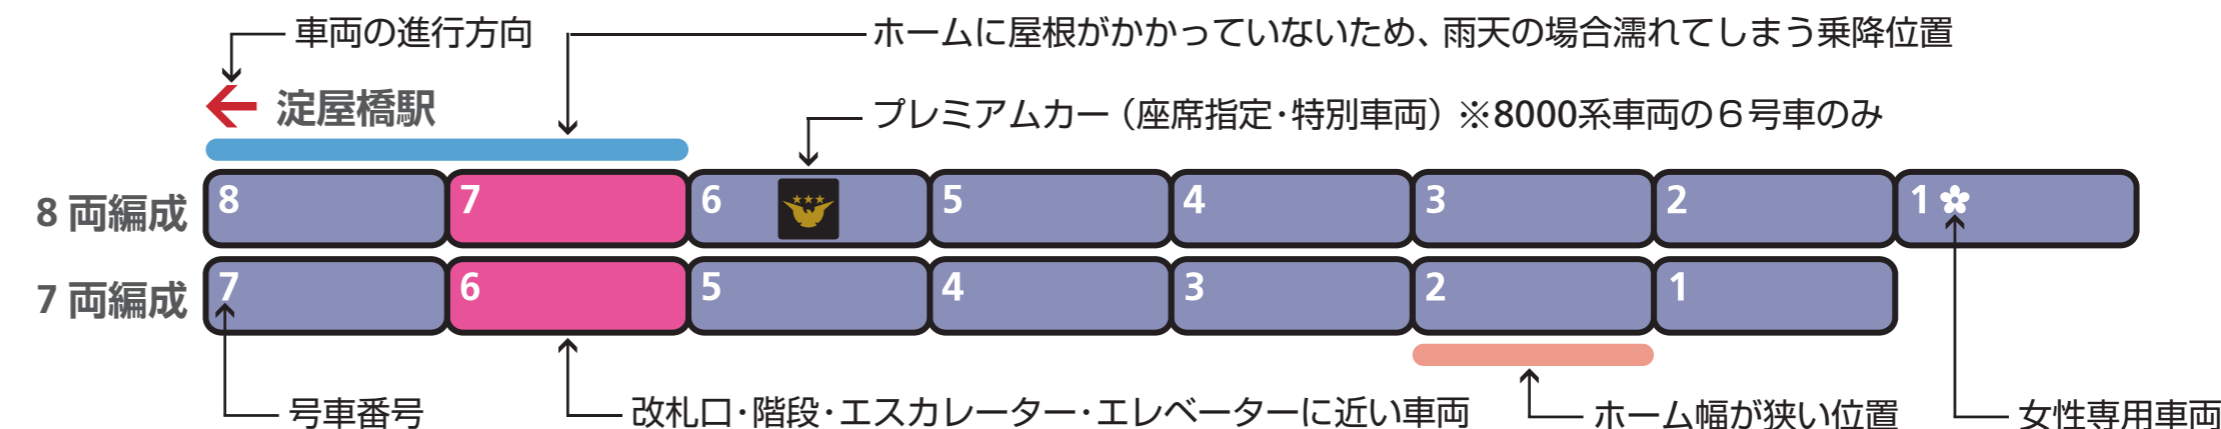 車両の進行方向
ホームに屋根がかかっていないため、雨天の場合濡れてしまう乗降位置
淀屋橋駅
プレミアムカー（座席指定・特別車両）※8000系車両の６号車のみ
8 両編成 8 7 6 5 4 3 2 1
7 両編成 7 6 5 4 3 2 1
号車番号
改札口・階段・エスカレーター・エレベーターに近い車両
ホーム幅が狭い位置
女性専用車両